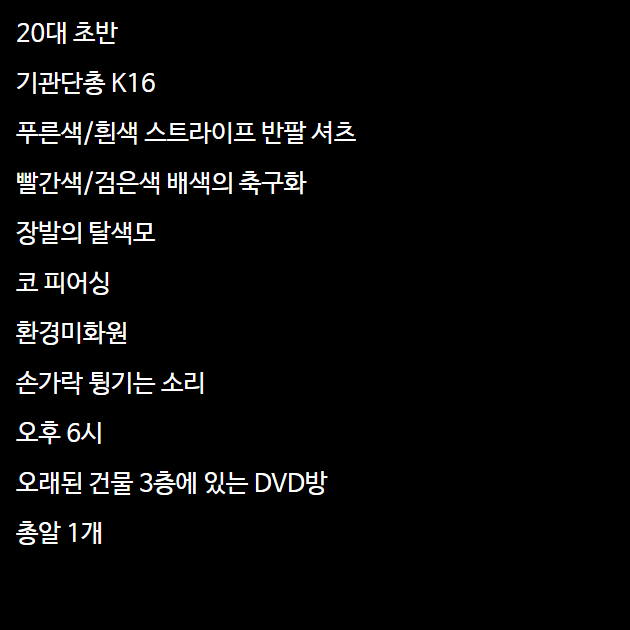 20대 초반
기관단총 K16
푸른색/흰색 스트라이프 반팔 셔츠
빨간색/검은색 배색의 축구화
장발의 탈색모
코 피어싱
환경미화원
손가락 튕기는 소리
오후 6시
오래된 건물 3층에 있는 DVD방
총알 1개